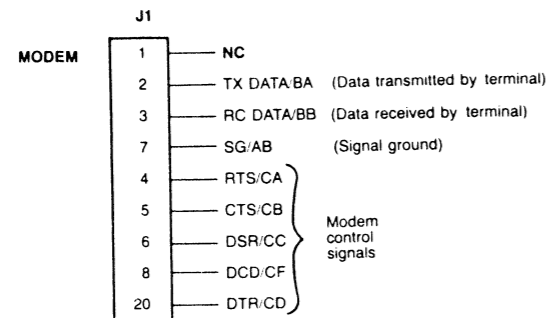 J1
MODEM
1 NC
2 TX DATA/BA (Data transmitted by terminal)
3 RC DATA/BB (Data received by terminal)
7 SG/AB (Signal ground)
4 RTS/CA
5 CTS/CB
6 DSR/CC
8 DCD/CF
20 DTR/CD
Modem
control
signals